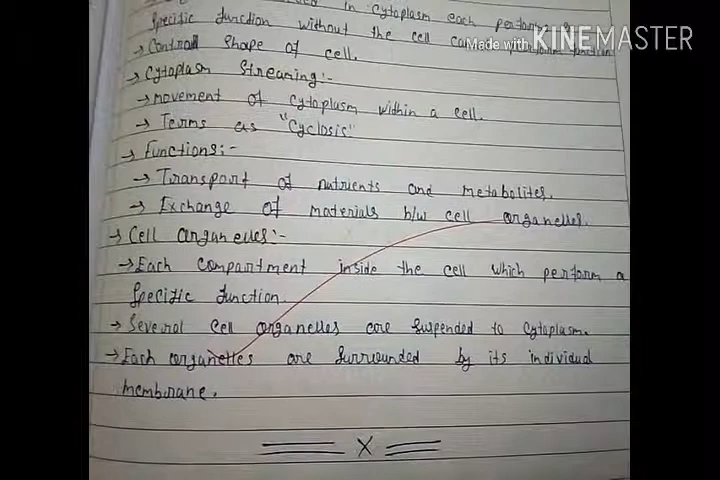 in cytoplasm each perform a
specific function without the cell
→ Control shape of cell.
Made with KINEMASTER
→ Cytoplasm streaming:-
→ movement of cytoplasm within a cell.
→ Terms as "Cyclosis"
→ Functions:-
→ Transport of nutrients and metabolites.
→ Exchange of materials b/w cell organelles.
→ Cell organelles:-
→ Each compartment inside the cell which perform a
specific function.
→ Several cell organelles are suspended to cytoplasm.
→ Each organelles are surrounded by its individual
membrane.
X